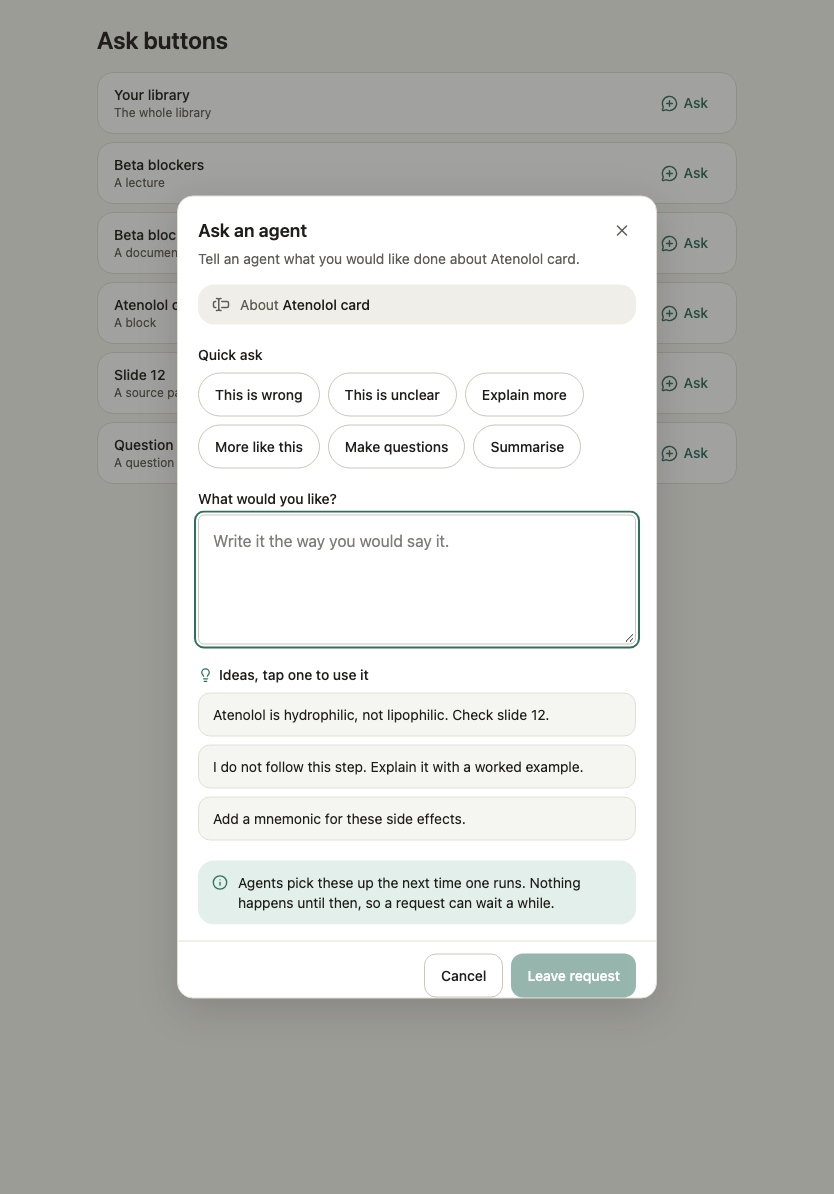 Ask buttons
Your library
The whole library
Ask
Beta blockers
A lecture
Ask
Beta bloc
A documen
Ask
Atenolol c
A block
Ask
Slide 12
A source pa
Ask
Question
A question
Ask
Ask an agent
Tell an agent what you would like done about Atenolol card.
About Atenolol card
Quick ask
This is wrong
This is unclear
Explain more
More like this
Make questions
Summarise
What would you like?
Write it the way you would say it.
Ideas, tap one to use it
Atenolol is hydrophilic, not lipophilic. Check slide 12.
I do not follow this step. Explain it with a worked example.
Add a mnemonic for these side effects.
Agents pick these up the next time one runs. Nothing
happens until then, so a request can wait a while.
Cancel
Leave request